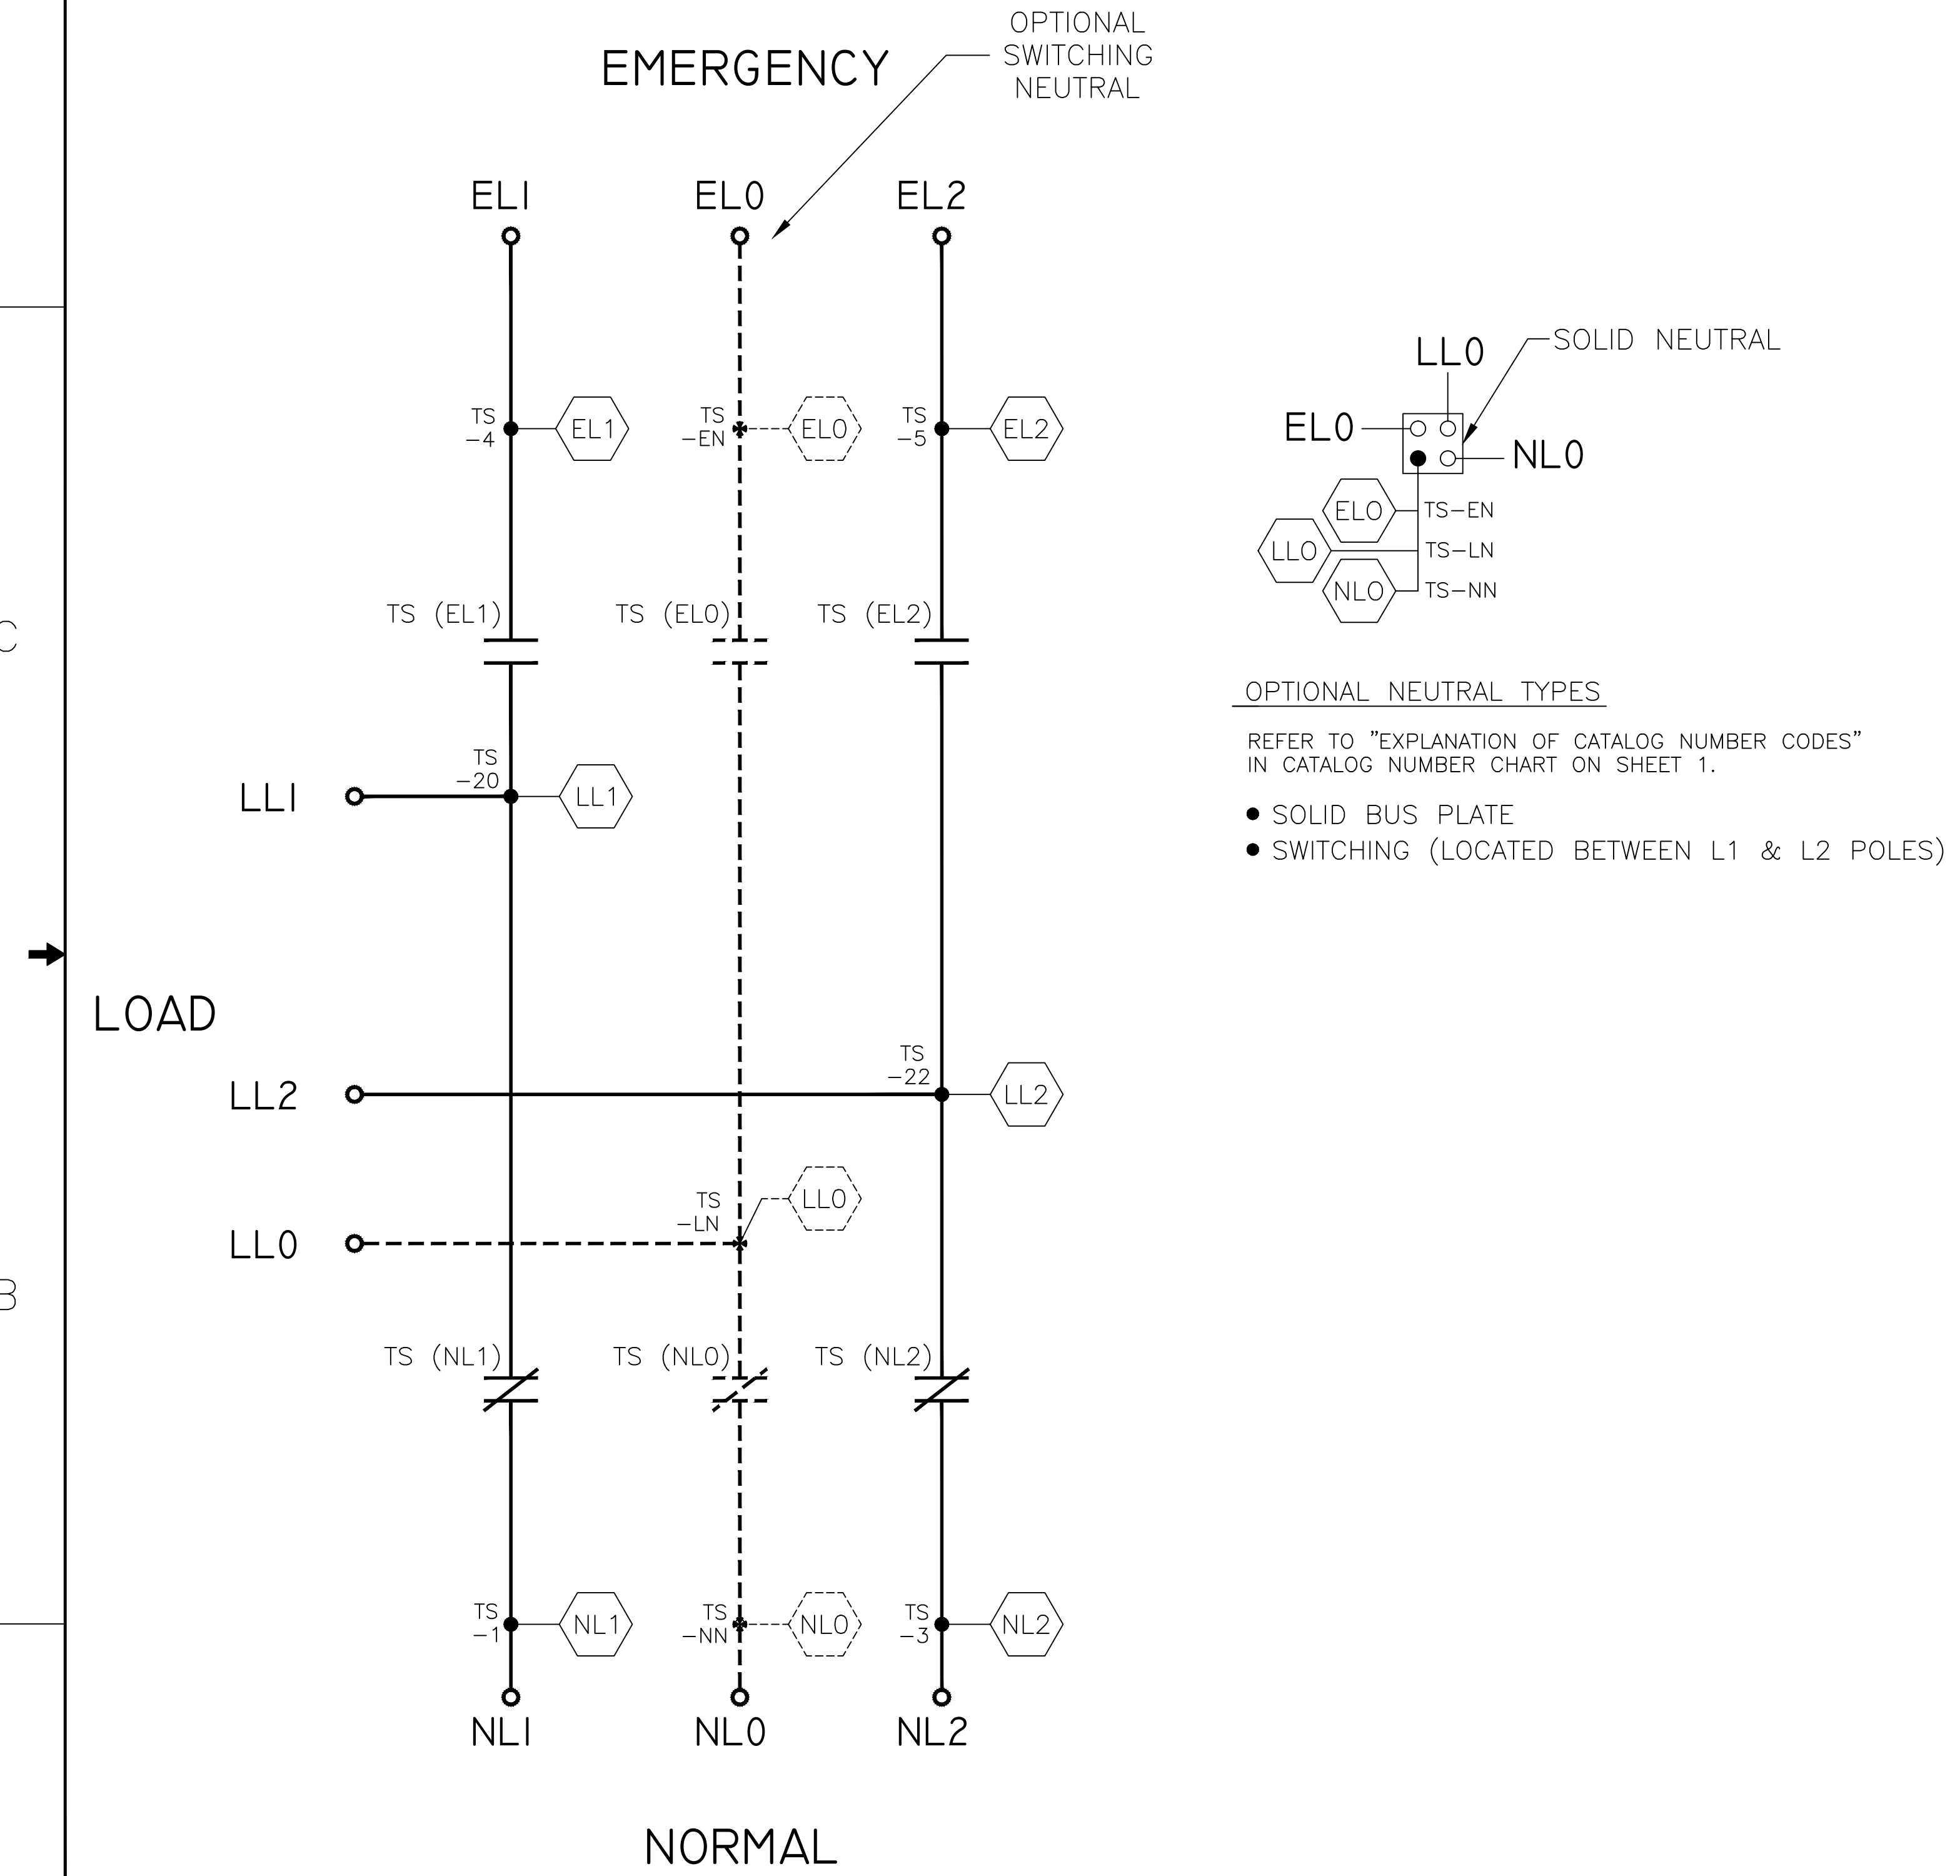 OPTIONAL
SWITCHING
NEUTRAL
EMERGENCY
EL1
EL0
EL2
TS
-4
EL1
TS
-EN
EL0
TS
-5
EL2
TS (EL1)
TS (EL0)
TS (EL2)
LL1
TS
-20
LL1
LOAD
LL2
TS
-22
LL2
LL0
TS
-LN
LL0
TS (NL1)
TS (NL0)
TS (NL2)
TS
-1
NL1
TS
-NN
NL0
TS
-3
NL2
NL1
NL0
NL2
NORMAL
SOLID NEUTRAL
LL0
EL0
NL0
EL0
TS-EN
LL0
TS-LN
NL0
TS-NN
OPTIONAL NEUTRAL TYPES
REFER TO "EXPLANATION OF CATALOG NUMBER CODES"
IN CATALOG NUMBER CHART ON SHEET 1.
● SOLID BUS PLATE
● SWITCHING (LOCATED BETWEEN L1 & L2 POLES)
C
B